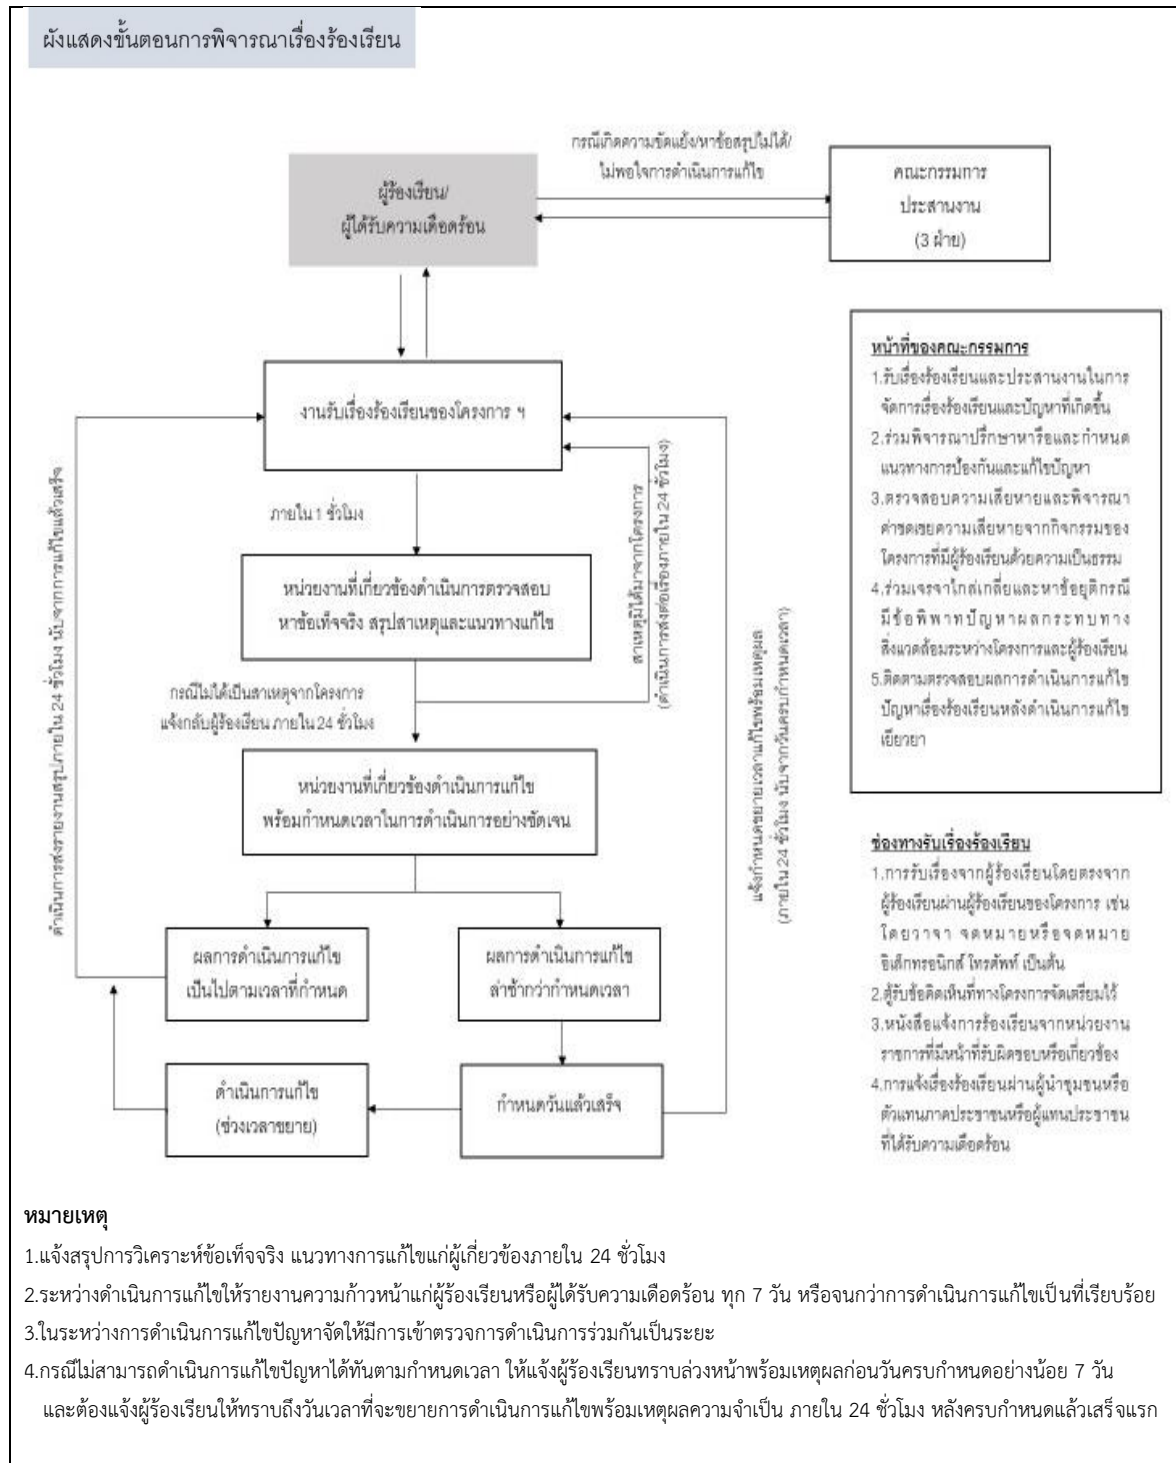 ผังแสดงขั้นตอนการพิจารณาเรื่องร้องเรียน
กรณีเกิดความขัดแย้ง/หาข้อสรุปไม่ได้/
ไม่พอใจการดำเนินการแก้ไข
ผู้ร้องเรียน/
ผู้ได้รับความเดือดร้อน
คณะกรรมการ
ประสานงาน
(3 ฝ่าย)
งานรับเรื่องร้องเรียนของโครงการ ฯ
ภายใน 1 ชั่วโมง
หน่วยงานที่เกี่ยวข้องดำเนินการตรวจสอบ
หาข้อเท็จจริง สรุปสาเหตุและแนวทางแก้ไข
กรณีไม่ได้เป็นสาเหตุจากโครงการ
แจ้งกลับผู้ร้องเรียน ภายใน 24 ชั่วโมง
สาเหตุมิได้มาจากโครงการ
(ดำเนินการส่งต่อเรื่องภายใน 24 ชั่วโมง)
หน่วยงานที่เกี่ยวข้องดำเนินการแก้ไข
พร้อมกำหนดเวลาในการดำเนินการอย่างชัดเจน
ผลการดำเนินการแก้ไข
เป็นไปตามเวลาที่กำหนด
ผลการดำเนินการแก้ไข
ล่าช้ากว่ากำหนดเวลา
ดำเนินการแก้ไข
(ช่วงเวลาขยาย)
กำหนดวันแล้วเสร็จ
ดำเนินการส่งรายงานสรุปภายใน 24 ชั่วโมง นับจากการแก้ไขแล้วเสร็จ
แจ้งกำหนดขยายเวลาแก้ไขพร้อมเหตุผล
(ภายใน 24 ชั่วโมง นับจากวันครบกำหนดเวลา)
หน้าที่ของคณะกรรมการ
1.รับเรื่องร้องเรียนและประสานงานในการ
จัดการเรื่องร้องเรียนและปัญหาที่เกิดขึ้น
2.ร่วมพิจารณาปรึกษาหารือและกำหนด
แนวทางการป้องกันและแก้ไขปัญหา
3.ตรวจสอบความเสียหายและพิจารณา
ค่าชดเชยความเสียหายจากกิจกรรมของ
โครงการที่มีผู้ร้องเรียนด้วยความเป็นธรรม
4.ร่วมเจรจาไกล่เกลี่ยและหาข้อยุติกรณี
มีข้อพิพาทปัญหาผลกระทบทาง
สิ่งแวดล้อมระหว่างโครงการและผู้ร้องเรียน
5.ติดตามตรวจสอบผลการดำเนินการแก้ไข
ปัญหาเรื่องร้องเรียนหลังดำเนินการแก้ไข
เยียวยา
ช่องทางรับเรื่องร้องเรียน
1.การรับเรื่องจากผู้ร้องเรียนโดยตรงจาก
ผู้ร้องเรียนผ่านผู้ร้องเรียนของโครงการ เช่น
โดยวาจา จดหมายหรือจดหมาย
อิเล็กทรอนิกส์ โทรศัพท์ เป็นต้น
2.ตู้รับข้อคิดเห็นที่ทางโครงการจัดเตรียมไว้
3.หนังสือแจ้งการร้องเรียนจากหน่วยงาน
ราชการที่มีหน้าที่รับผิดชอบหรือเกี่ยวข้อง
4.การแจ้งเรื่องร้องเรียนผ่านผู้นำชุมชนหรือ
ตัวแทนภาคประชาชนหรือผู้แทนประชาชน
ที่ได้รับความเดือดร้อน
หมายเหตุ
1.แจ้งสรุปการวิเคราะห์ข้อเท็จจริง แนวทางการแก้ไขแก่ผู้เกี่ยวข้องภายใน 24 ชั่วโมง
2.ระหว่างดำเนินการแก้ไขให้รายงานความก้าวหน้าแก่ผู้ร้องเรียนหรือผู้ได้รับความเดือดร้อน ทุก 7 วัน หรือจนกว่าการดำเนินการแก้ไขเป็นที่เรียบร้อย
3.ในระหว่างการดำเนินการแก้ไขปัญหาจัดให้มีการเข้าตรวจการดำเนินการร่วมกันเป็นระยะ
4.กรณีไม่สามารถดำเนินการแก้ไขปัญหาได้ทันตามกำหนดเวลา ให้แจ้งผู้ร้องเรียนทราบล่วงหน้าพร้อมเหตุผลก่อนวันครบกำหนดอย่างน้อย 7 วัน
และต้องแจ้งผู้ร้องเรียนให้ทราบถึงวันเวลาที่จะขยายการดำเนินการแก้ไขพร้อมเหตุผลความจำเป็น ภายใน 24 ชั่วโมง หลังครบกำหนดแล้วเสร็จแรก